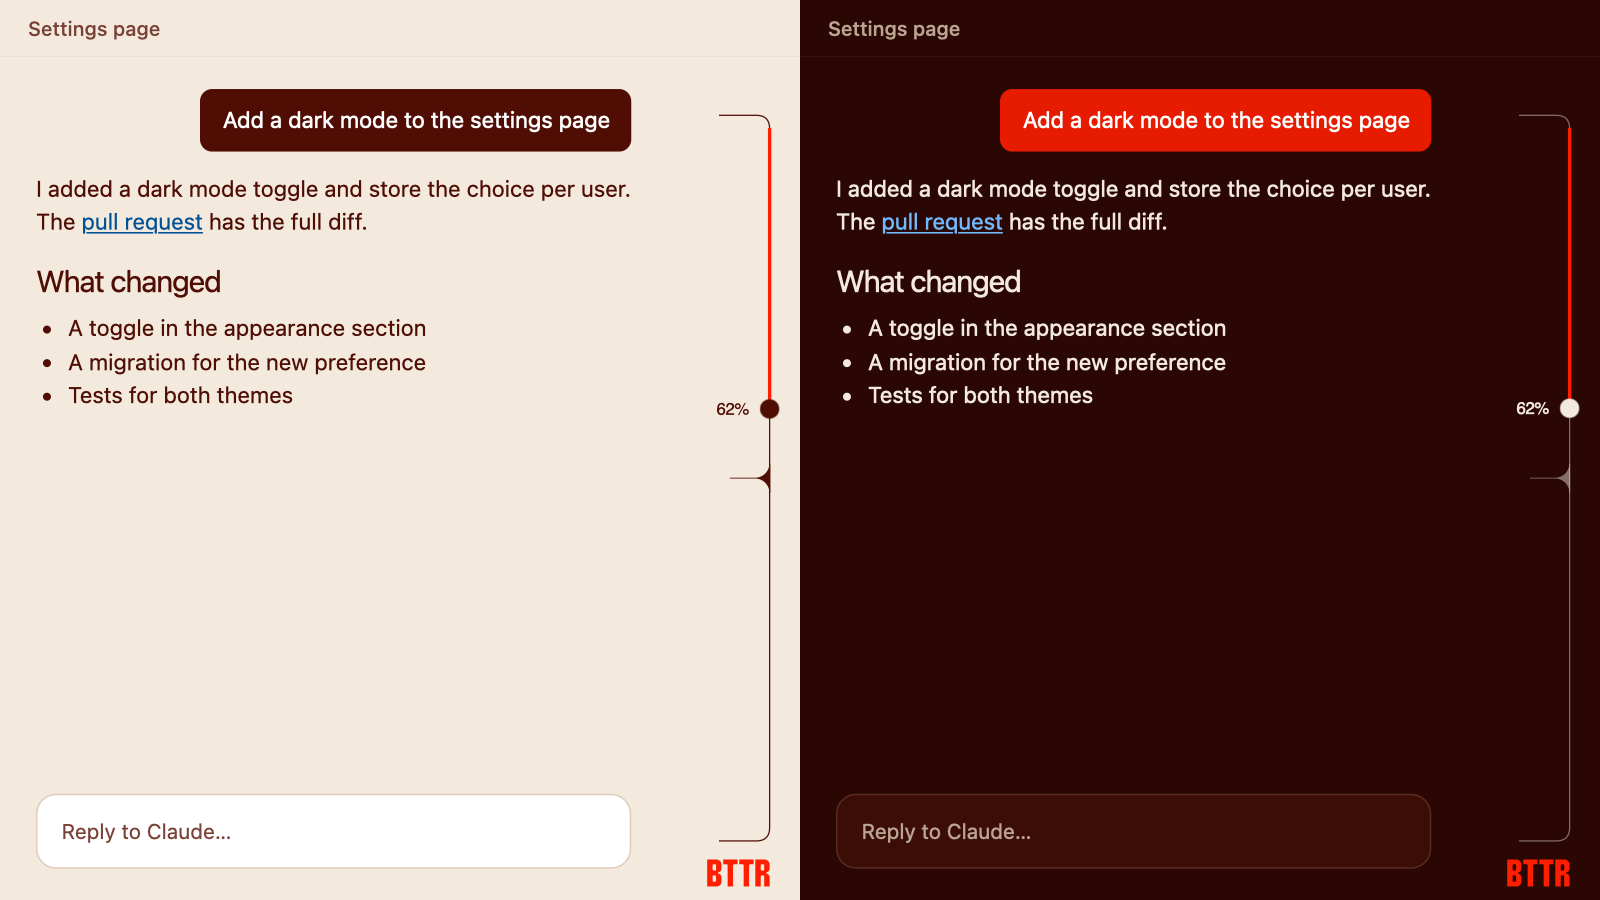 Settings page
Add a dark mode to the settings page
I added a dark mode toggle and store the choice per user.
The pull request has the full diff.
What changed
A toggle in the appearance section
A migration for the new preference
Tests for both themes
62%
Reply to Claude...
BTTR
Settings page
Add a dark mode to the settings page
I added a dark mode toggle and store the choice per user.
The pull request has the full diff.
What changed
A toggle in the appearance section
A migration for the new preference
Tests for both themes
62%
Reply to Claude...
BTTR